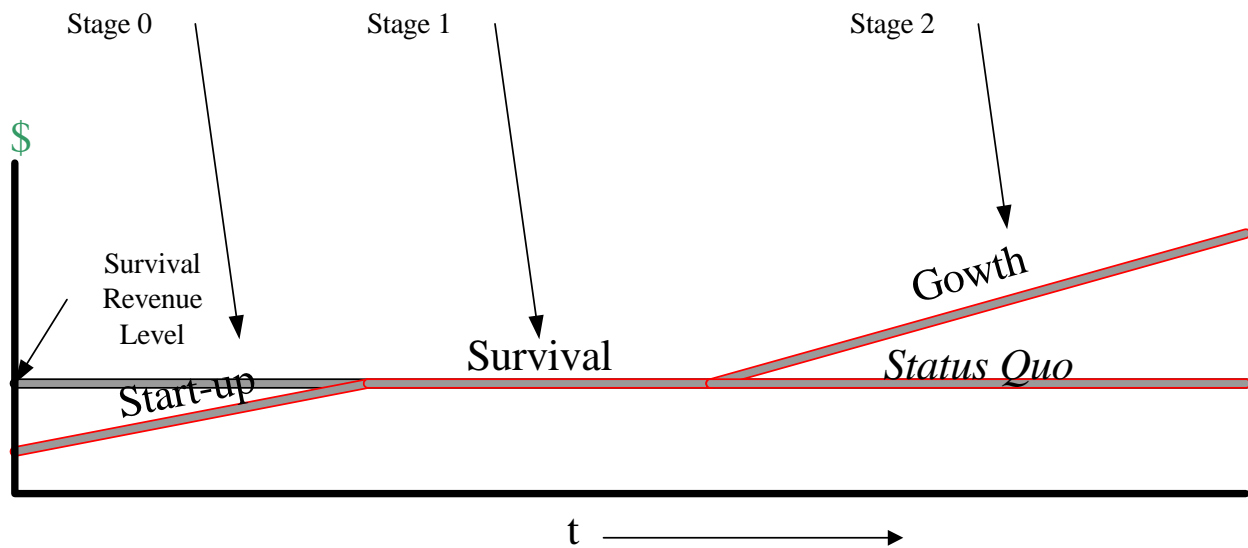 Stage 0
Stage 1
Stage 2
$
Survival
Revenue
Level
Start-up
Survival
Gowth
Status Quo
t